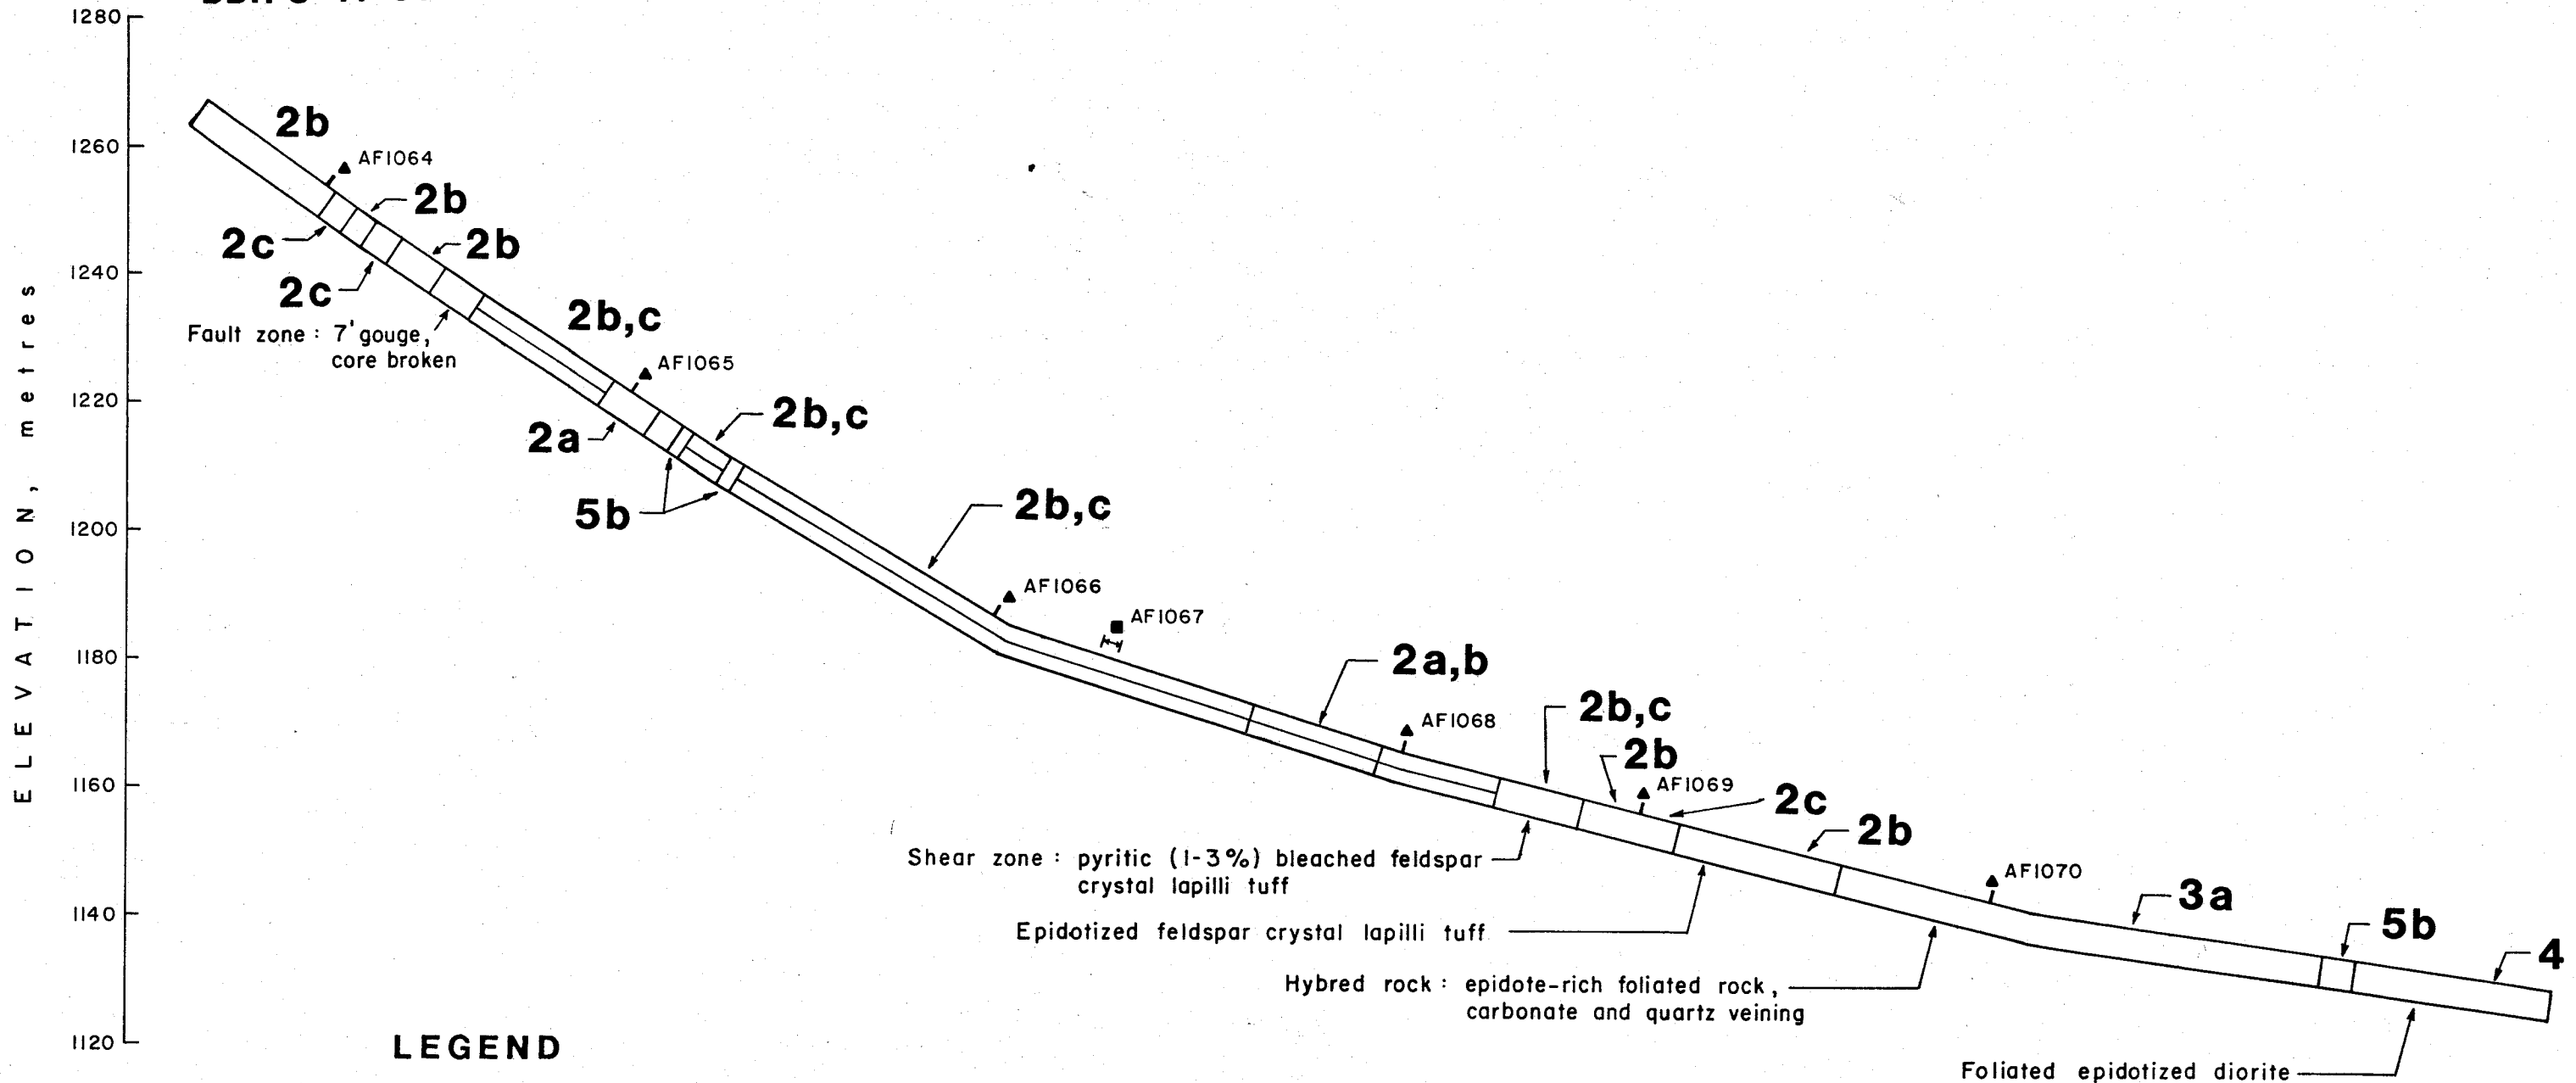 1280
1260
1240
1220
1200
1180
1160
1140
1120
ELEVATION, metres
2b
AF1064
2b
2c
2b
2c
Fault zone : 7' gouge,
core broken
2b,c
AF1065
2b,c
2a
5b
2b,c
AF1066
AF1067
2a,b
AF1068
2b,c
2b
AF1069
2c
2b
Shear zone : pyritic (1-3%) bleached feldspar
crystal lapilli tuff
AF1070
3a
Epidotized feldspar crystal lapilli tuff
5b
4
Hybred rock : epidote-rich foliated rock,
carbonate and quartz veining
LEGEND
Foliated epidotized diorite